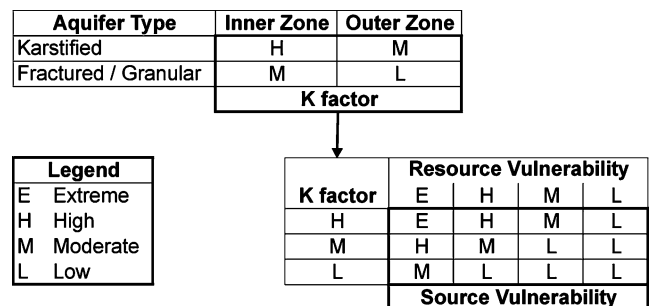 Aquifer Type Inner Zone Outer Zone
Karstified H M
Fractured / Granular M L
K factor
Legend
E Extreme
H High
M Moderate
L Low
Resource Vulnerability
K factor E H M L
H E H M L
M H M L L
L M L L L
Source Vulnerability